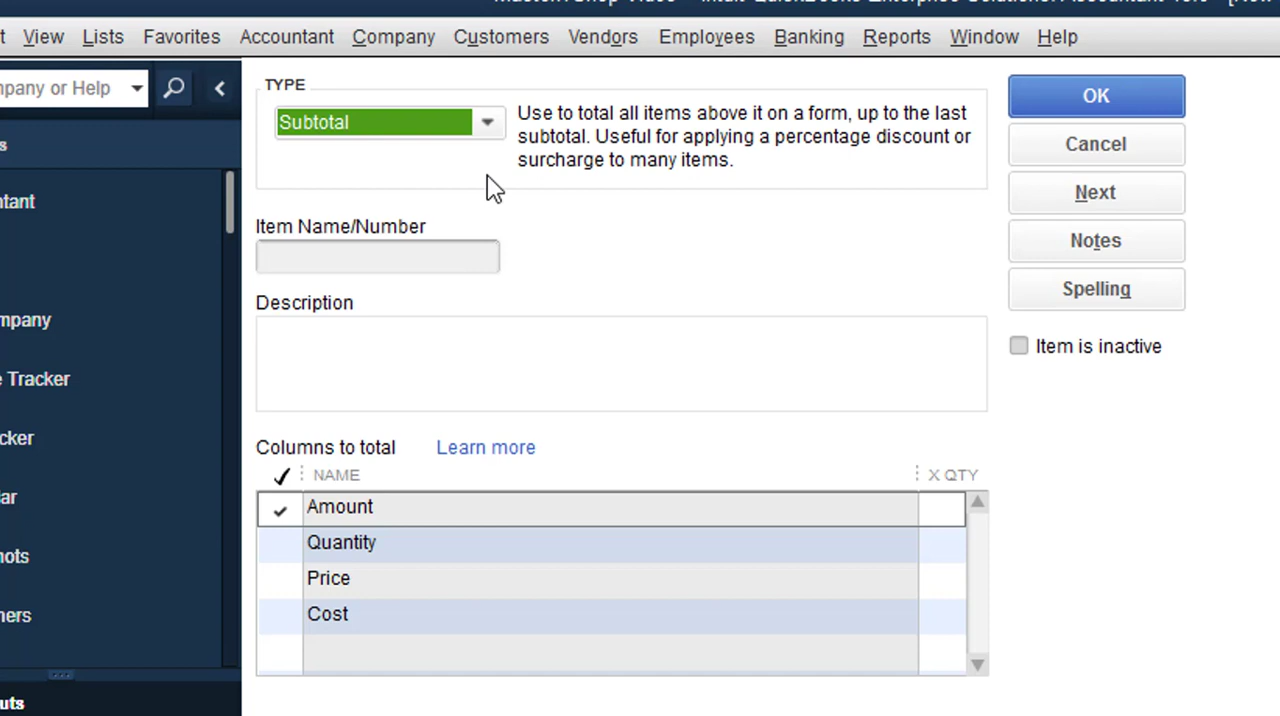 View Lists Favorites Accountant Company Customers Vendors Employees Banking Reports Window Help
mpany or Help
TYPE
Subtotal
Use to total all items above it on a form, up to the last
subtotal. Useful for applying a percentage discount or
surcharge to many items.
OK
Cancel
Next
Notes
Spelling
Item is inactive
Item Name/Number
Description
Columns to total Learn more
NAME X QTY
Amount
Quantity
Price
Cost